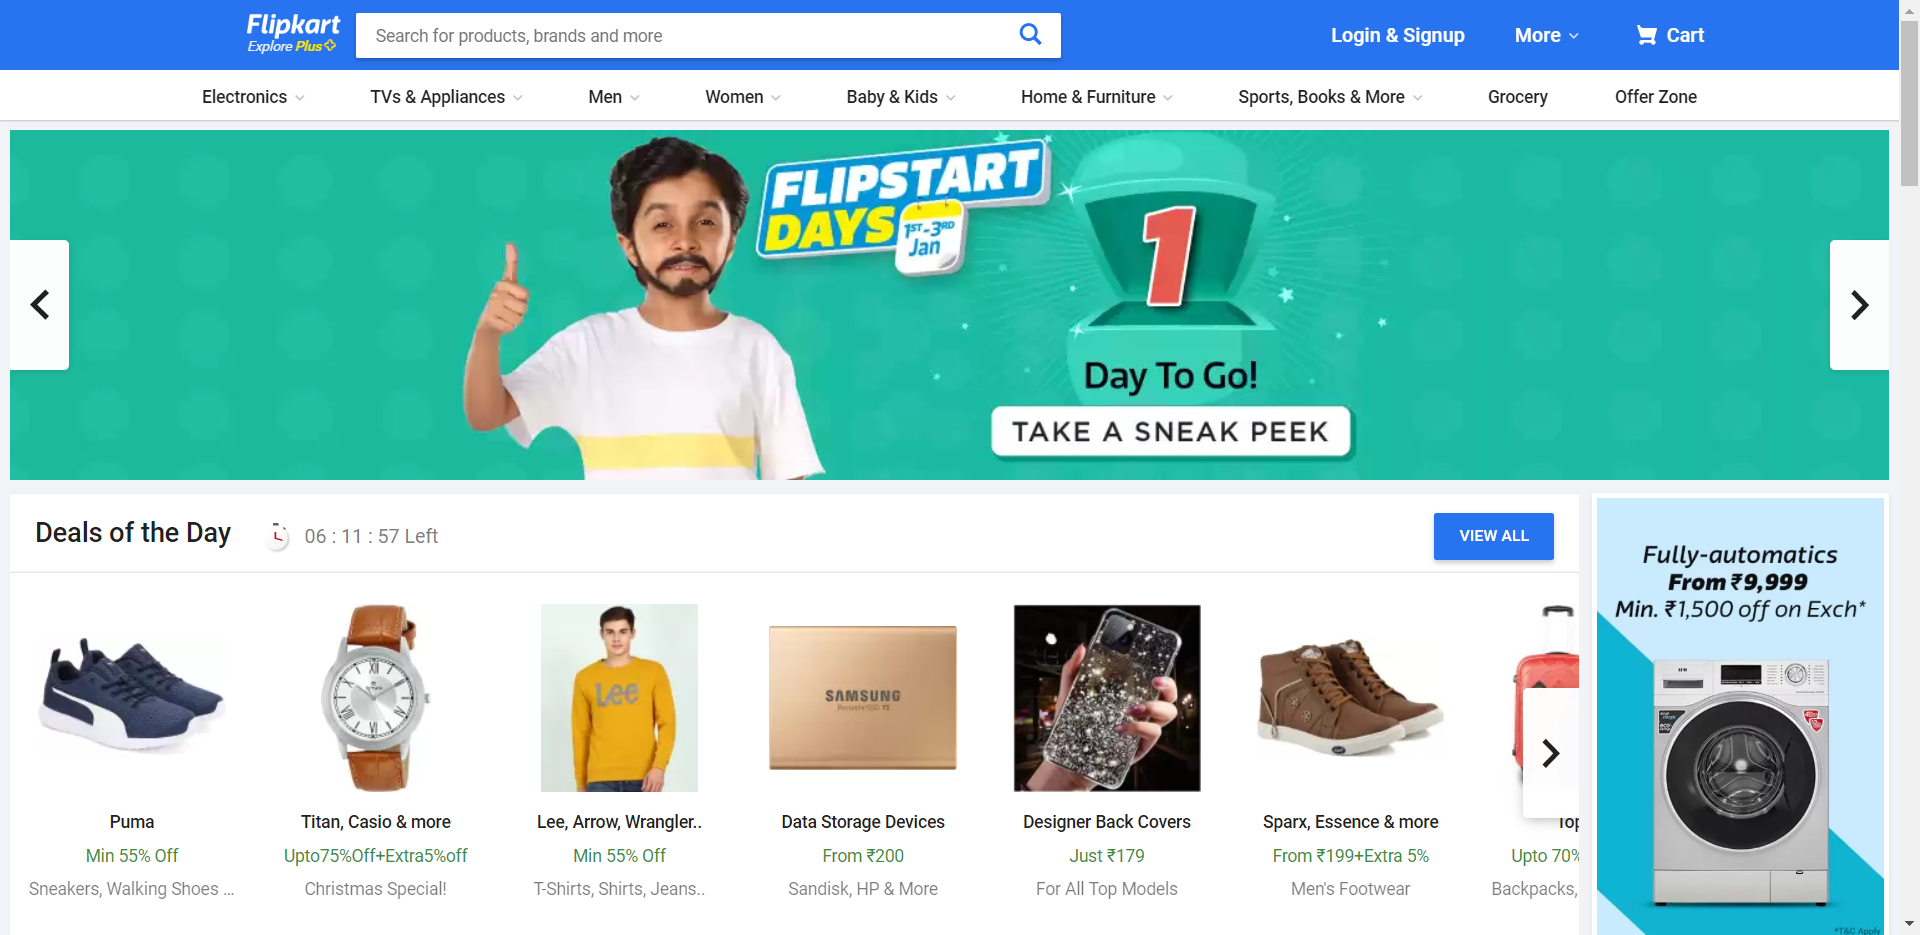 Flipkart
Explore Plus
Search for products, brands and more
Login & Signup
More
Cart
Electronics
TVs & Appliances
Men
Women
Baby & Kids
Home & Furniture
Sports, Books & More
Grocery
Offer Zone
FLIPSTART
DAYS
1ST-3RD
Jan
1
Day To Go!
TAKE A SNEAK PEEK
Deals of the Day
06 : 11 : 57 Left
VIEW ALL
TITAN
Lee
SAMSUNG
Portable SSD T5
Puma
Min 55% Off
Sneakers, Walking Shoes ...
Titan, Casio & more
Upto75%Off+Extra5%off
Christmas Special!
Lee, Arrow, Wrangler..
Min 55% Off
T-Shirts, Shirts, Jeans..
Data Storage Devices
From ₹200
Sandisk, HP & More
Designer Back Covers
Just ₹179
For All Top Models
Sparx, Essence & more
From ₹199+Extra 5%
Men's Footwear
Top
Upto 70%
Backpacks,
Fully-automatics
From ₹9,999
Min. ₹1,500 off on Exch*
IFB
*T&C Apply